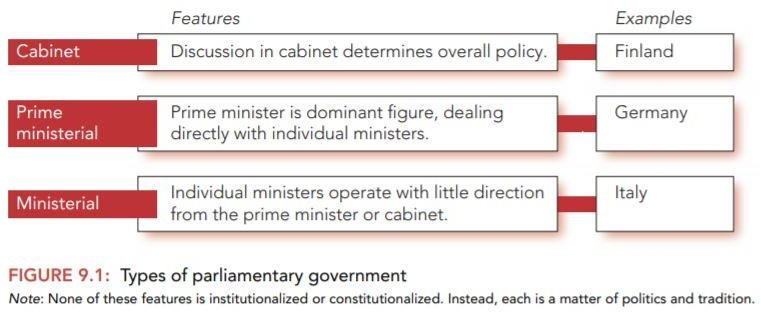 Features
Examples
Cabinet
Discussion in cabinet determines overall policy.
Finland
Prime
ministerial
Prime minister is dominant figure, dealing
directly with individual ministers.
Germany
Ministerial
Individual ministers operate with little direction
from the prime minister or cabinet.
Italy
FIGURE 9.1: Types of parliamentary government
Note: None of these features is institutionalized or constitutionalized. Instead, each is a matter of politics and tradition.